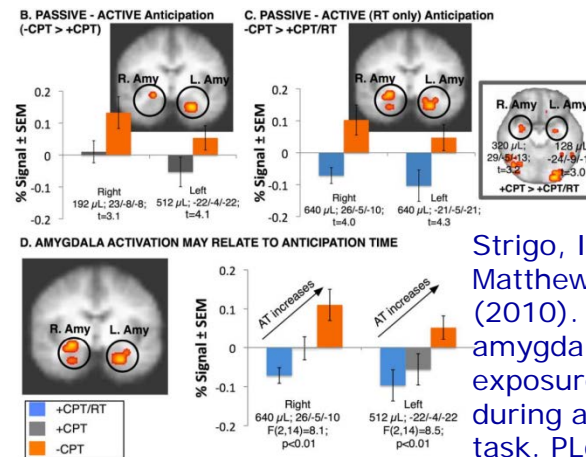 B. PASSIVE - ACTIVE Anticipation
(-CPT > +CPT)
R. Amy L. Amy
% Signal ± SEM
0.2
0.1
0
-0.1
-0.2
Right
192 µL; 23/-8/-8;
t=3.1
Left
512 µL; -22/-4/-22;
t=4.1
C. PASSIVE - ACTIVE (RT only) Anticipation
-CPT > +CPT/RT
R. Amy L. Amy
% Signal ± SEM
0.2
0.1
0
-0.1
-0.2
Right
640 µL; 26/-5/-10;
t=4.0
Left
640 µL; -21/-5/-21;
t=4.3
R. Amy L. Amy
320 µL;
29/-5/-13;
128 µL
t=3.0
+CPT > +CPT/RT
D. AMYGDALA ACTIVATION MAY RELATE TO ANTICIPATION TIME
R. Amy L. Amy
+CPT/RT
+CPT
-CPT
% Signal ± SEM
0.2
0.1
0
-0.1
-0.2
AT increases
AT increases
Right
640 µL; 26/-5/-10
F(2,14)=8.1;
p<0.01
Left
512 µL; -22/-4/-22
F(2,14)=8.5;
p<0.01
Strigo, I
Matthew
(2010).
amygda
exposur
during a
task. PL